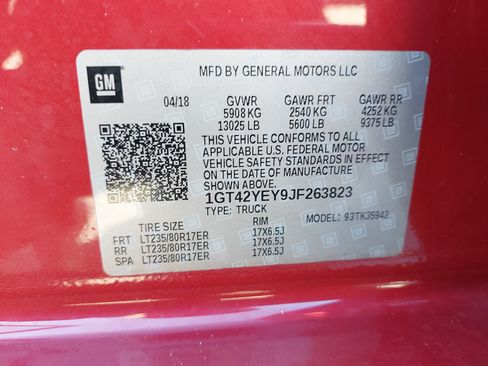 GM
MFD BY GENERAL MOTORS LLC
04/18 GVWR GAWR FRT GAWR RR
5908 KG 2540 KG 4252 KG
13025 LB 5600 LB 9375 LB
THIS VEHICLE CONFORMS TO ALL
APPLICABLE U.S. FEDERAL MOTOR
VEHICLE SAFETY STANDARDS IN EFFECT
ON THE DATE OF MANUFACTURE
SHOWN ABOVE.
1GT42YEY9JF263823
TYPE: TRUCK MODEL: 93TK35943
TIRE SIZE RIM
FRT LT235/80R17ER 17X6.5J
RR LT235/80R17ER 17X6.5J
SPA LT235/80R17ER 17X6.5J